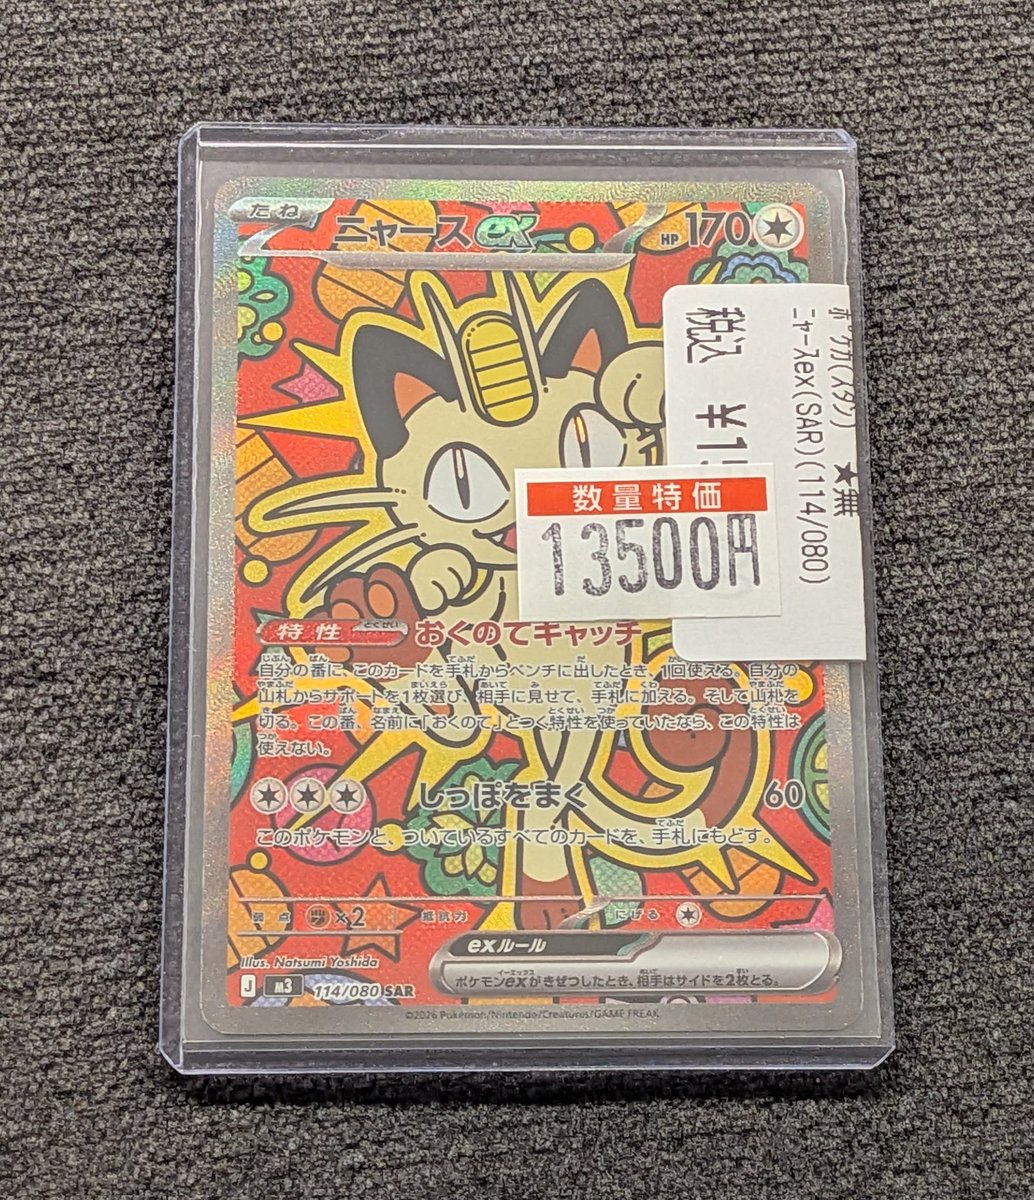 たね
ニャースex
HP 170
税込 ¥1
ポケカ(スタン) ★無
ニャースex(SAR)(114/080)
数量特価
13500円
特性 とくせい おくのてキャッチ
自分の番に、このカードを手札からベンチに出したとき、1回使える。自分の
山札からサポートを1枚選び、相手に見せて、手札に加える。そして山札を
切る。この番、名前に「おくのて」とつく特性を使っていたなら、この特性は
使えない。
しっぽをまく 60
このポケモンと、ついているすべてのカードを、手札にもどす。
弱点 ×2 抵抗力 にげる
exルール
ポケモンexがきぜつしたとき、相手はサイドを2枚とる。
Illus. Natsumi Yoshida
J M3 114/080 SAR
©2026 Pokémon/Nintendo/Creatures/GAME FREAK